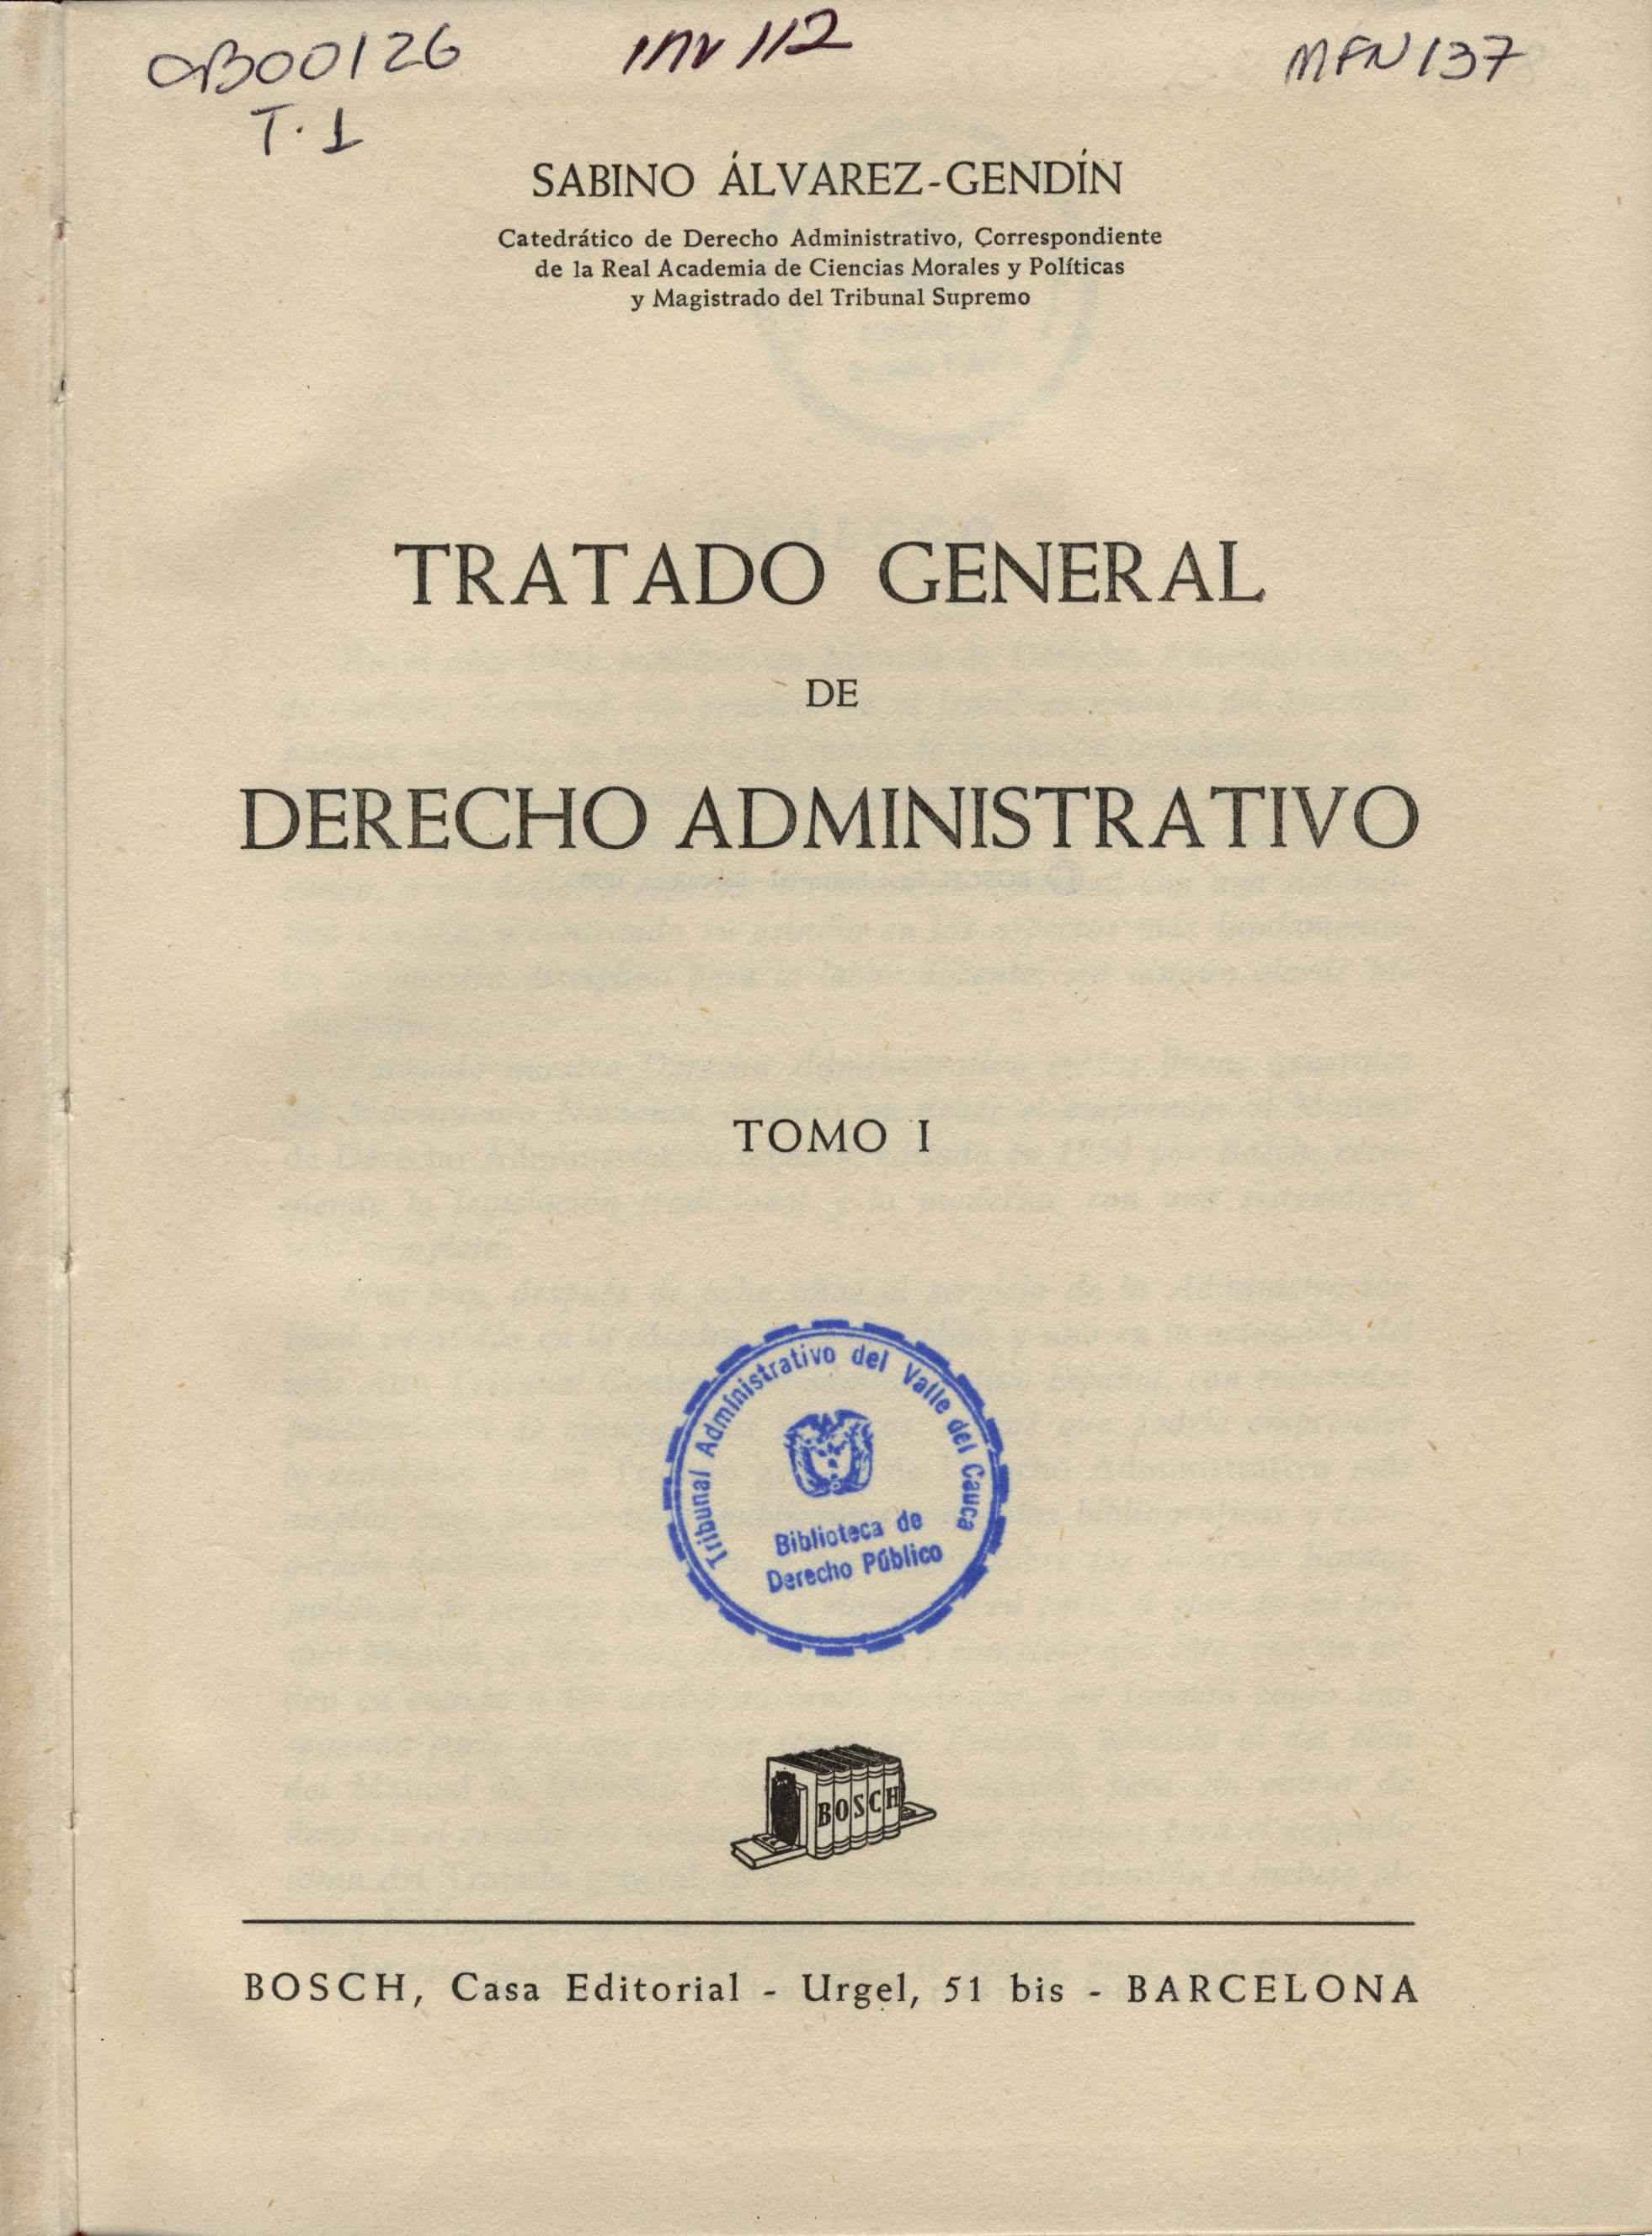 CB00126
inv 112
MFN 137
T.1
SABINO ÁLVAREZ-GENDÍN
Catedrático de Derecho Administrativo, Correspondiente
de la Real Academia de Ciencias Morales y Políticas
y Magistrado del Tribunal Supremo
TRATADO GENERAL
DE
DERECHO ADMINISTRATIVO
TOMO I
Tribunal Administrativo del Valle del Cauca
Biblioteca de
Derecho Público
BOSCH
BOSCH, Casa Editorial - Urgel, 51 bis - BARCELONA